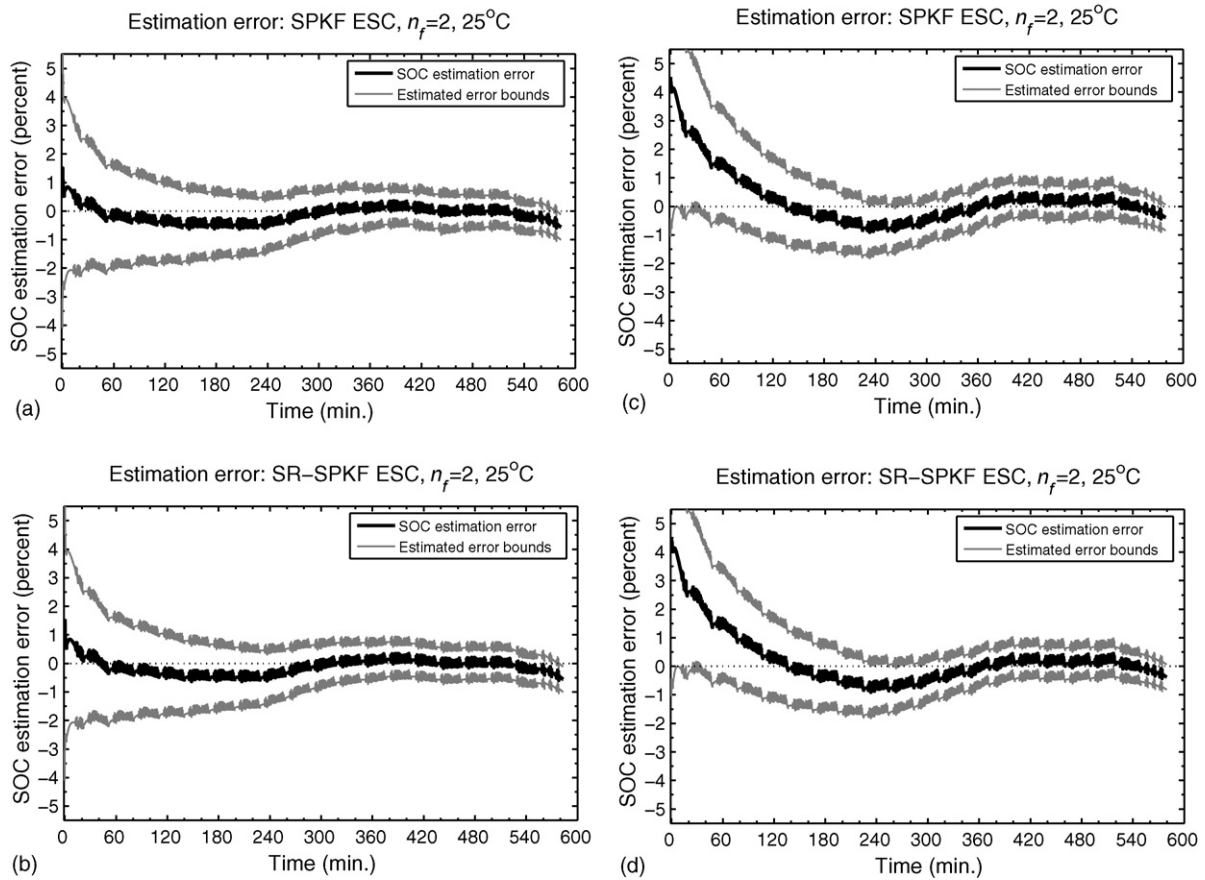 Estimation error: SPKF ESC, n_f=2, 25°C
SOC estimation error (percent)
5
4
3
2
1
0
−1
−2
−3
−4
−5
SOC estimation error
Estimated error bounds
0 60 120 180 240 300 360 420 480 540 600
Time (min.)
(a)
Estimation error: SR−SPKF ESC, n_f=2, 25°C
SOC estimation error (percent)
5
4
3
2
1
0
−1
−2
−3
−4
−5
SOC estimation error
Estimated error bounds
0 60 120 180 240 300 360 420 480 540 600
Time (min.)
(b)
Estimation error: SPKF ESC, n_f=2, 25°C
SOC estimation error (percent)
5
4
3
2
1
0
−1
−2
−3
−4
−5
SOC estimation error
Estimated error bounds
0 60 120 180 240 300 360 420 480 540 600
Time (min.)
(c)
Estimation error: SR−SPKF ESC, n_f=2, 25°C
SOC estimation error (percent)
5
4
3
2
1
0
−1
−2
−3
−4
−5
SOC estimation error
Estimated error bounds
0 60 120 180 240 300 360 420 480 540 600
Time (min.)
(d)